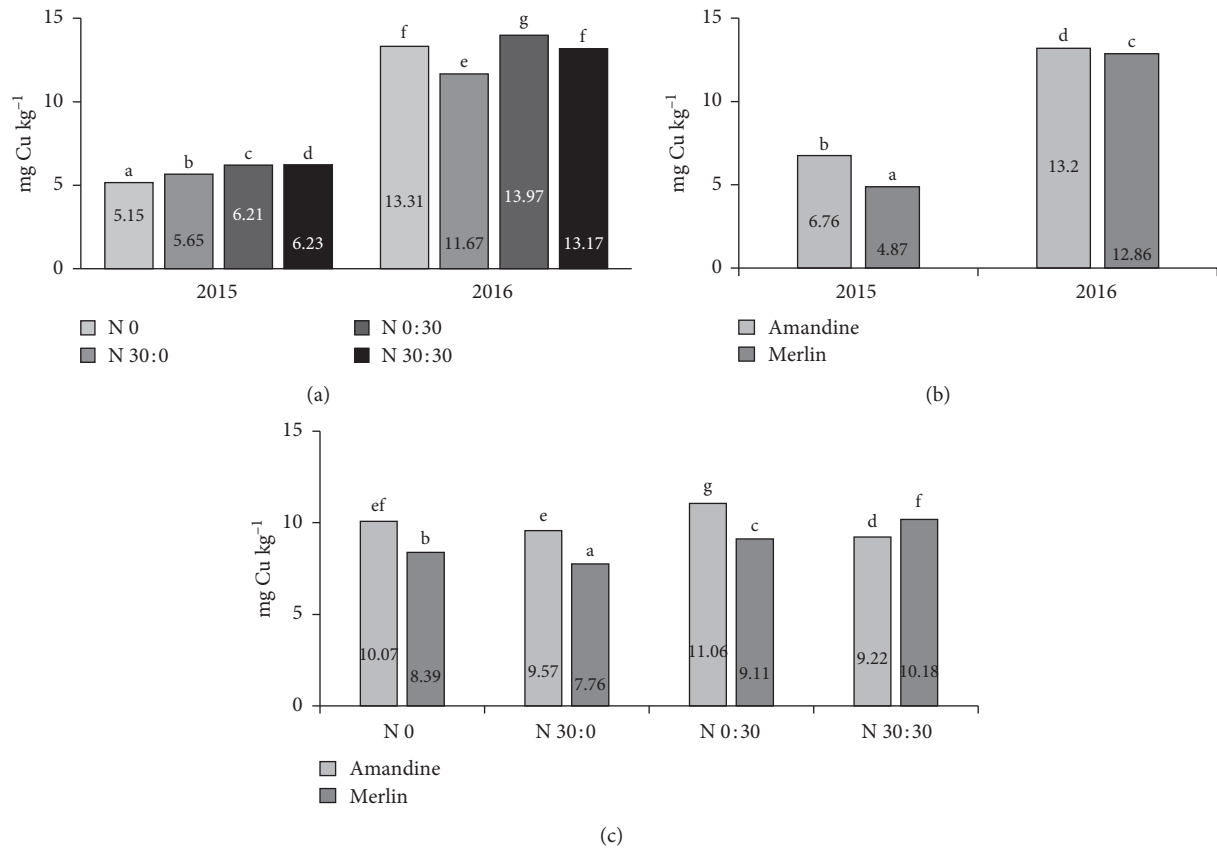 15
10
5
0
mg Cu kg⁻¹
a
b
c
d
f
e
g
f
5.15
5.65
6.21
6.23
13.31
11.67
13.97
13.17
2015
2016
N 0
N 30:0
N 0:30
N 30:30
(a)
15
10
5
0
mg Cu kg⁻¹
b
a
d
c
6.76
4.87
13.2
12.86
2015
2016
Amandine
Merlin
(b)
15
10
5
0
mg Cu kg⁻¹
ef
b
e
a
g
c
d
f
10.07
8.39
9.57
7.76
11.06
9.11
9.22
10.18
N 0
N 30:0
N 0:30
N 30:30
Amandine
Merlin
(c)